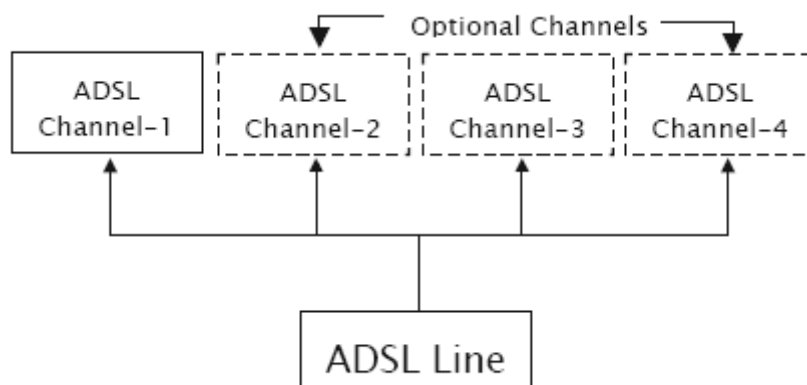 Optional Channels
ADSL
Channel-1
ADSL
Channel-2
ADSL
Channel-3
ADSL
Channel-4
ADSL Line